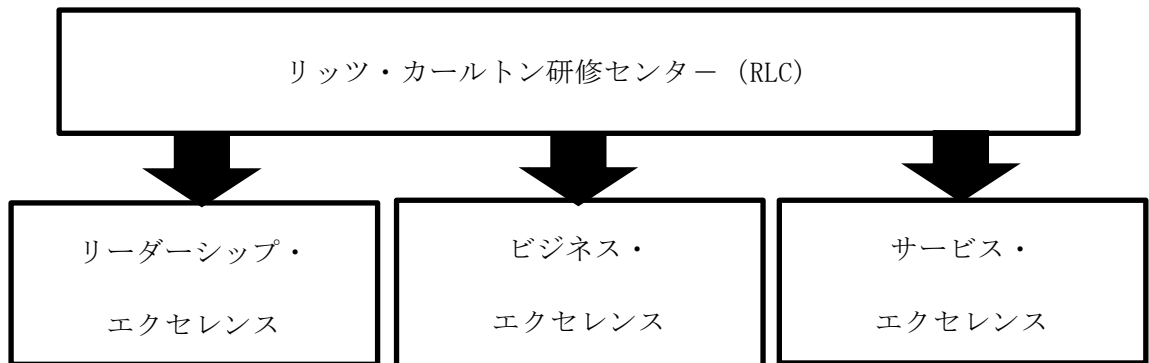 リッツ・カールトン研修センター（RLC）
リーダーシップ・
エクセレンス
ビジネス・
エクセレンス
サービス・
エクセレンス